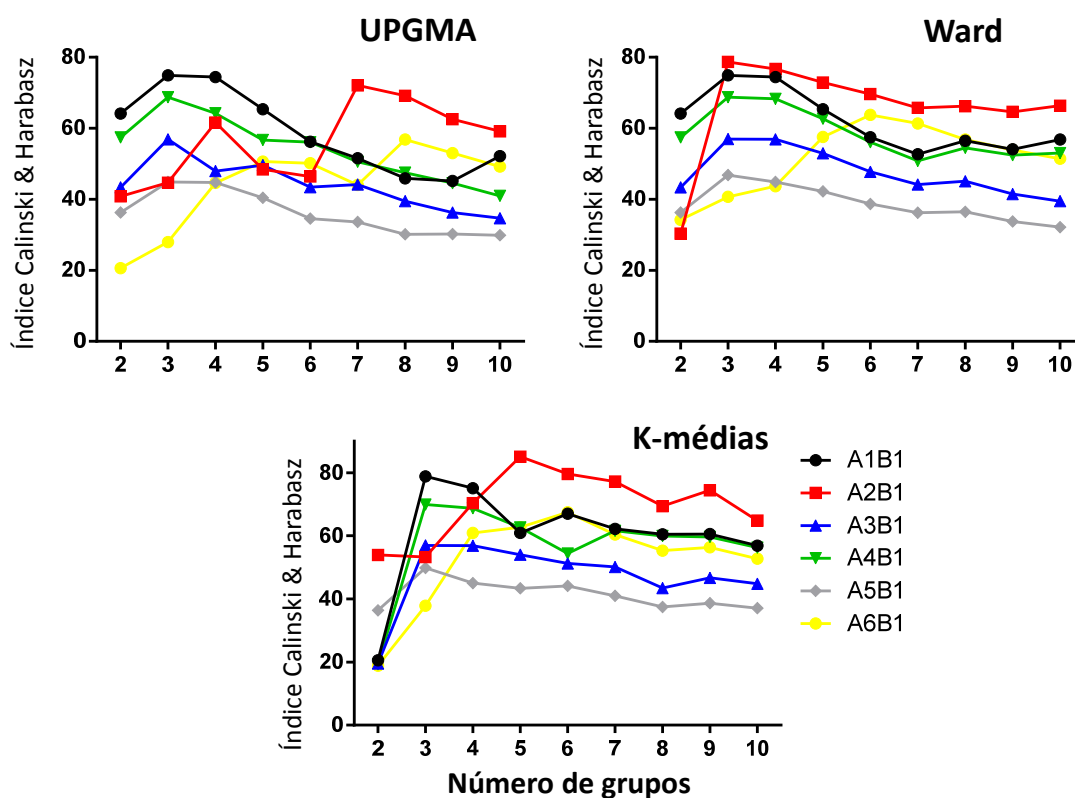 UPGMA
Índice Calinski & Harabasz
80
60
40
20
0
2 3 4 5 6 7 8 9 10
Ward
Índice Calinski & Harabasz
80
60
40
20
0
2 3 4 5 6 7 8 9 10
K-médias
Índice Calinski & Harabasz
80
60
40
20
0
2 3 4 5 6 7 8 9 10
Número de grupos
A1B1
A2B1
A3B1
A4B1
A5B1
A6B1